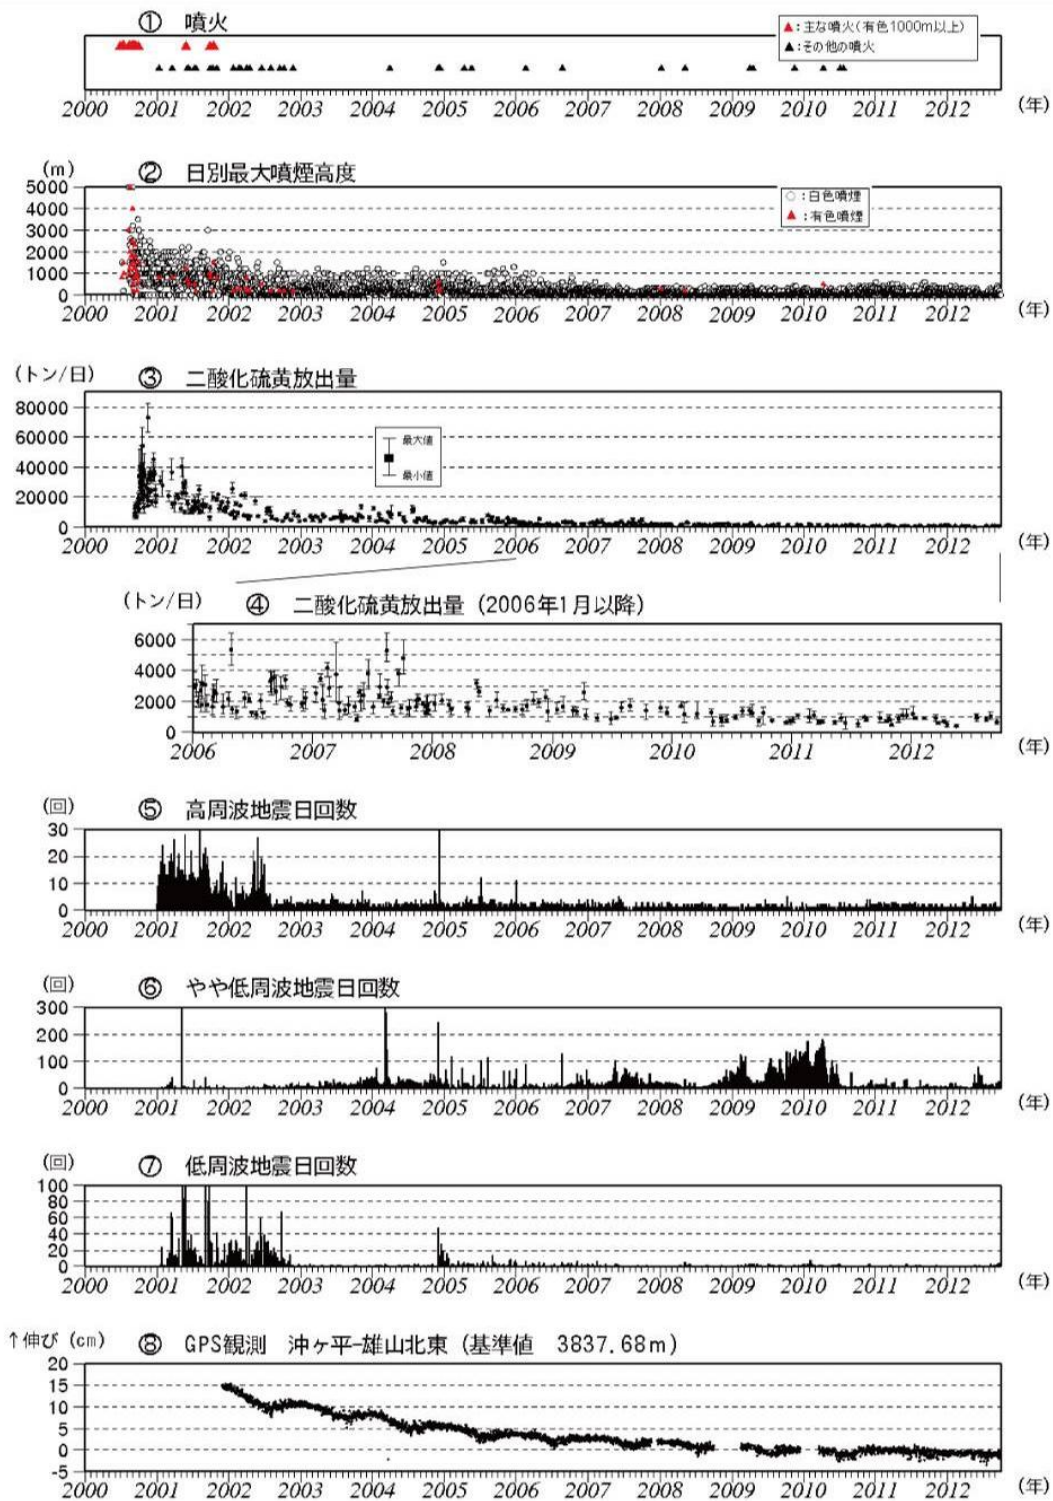 ① 噴火
▲：主な噴火(有色1000m以上)
▲：その他の噴火
2000 2001 2002 2003 2004 2005 2006 2007 2008 2009 2010 2011 2012 (年)
(m) ② 日別最大噴煙高度
○：白色噴煙
▲：有色噴煙
5000
4000
3000
2000
1000
0
2000 2001 2002 2003 2004 2005 2006 2007 2008 2009 2010 2011 2012 (年)
(トン/日) ③ 二酸化硫黄放出量
80000
60000
40000
20000
0
最大値
最小値
2000 2001 2002 2003 2004 2005 2006 2007 2008 2009 2010 2011 2012 (年)
(トン/日) ④ 二酸化硫黄放出量 (2006年1月以降)
6000
4000
2000
0
2006 2007 2008 2009 2010 2011 2012 (年)
(回) ⑤ 高周波地震日回数
30
20
10
0
2000 2001 2002 2003 2004 2005 2006 2007 2008 2009 2010 2011 2012 (年)
(回) ⑥ やや低周波地震日回数
300
200
100
0
2000 2001 2002 2003 2004 2005 2006 2007 2008 2009 2010 2011 2012 (年)
(回) ⑦ 低周波地震日回数
100
80
60
40
20
0
2000 2001 2002 2003 2004 2005 2006 2007 2008 2009 2010 2011 2012 (年)
↑伸び (cm) ⑧ GPS観測 沖ヶ平-雄山北東 (基準値 3837.68m)
20
15
10
5
0
-5
2000 2001 2002 2003 2004 2005 2006 2007 2008 2009 2010 2011 2012 (年)